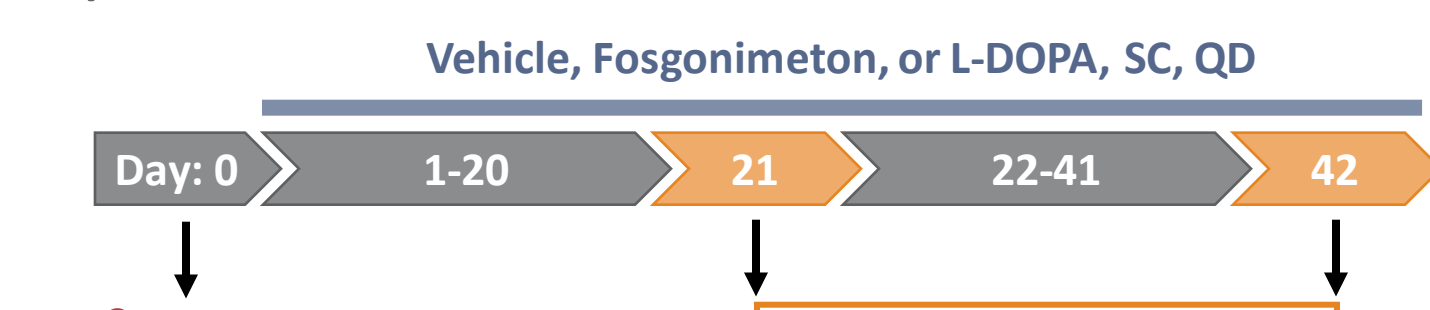 Vehicle, Fosgonimeton, or L-DOPA, SC, QD
Day: 0 1-20 21 22-41 42